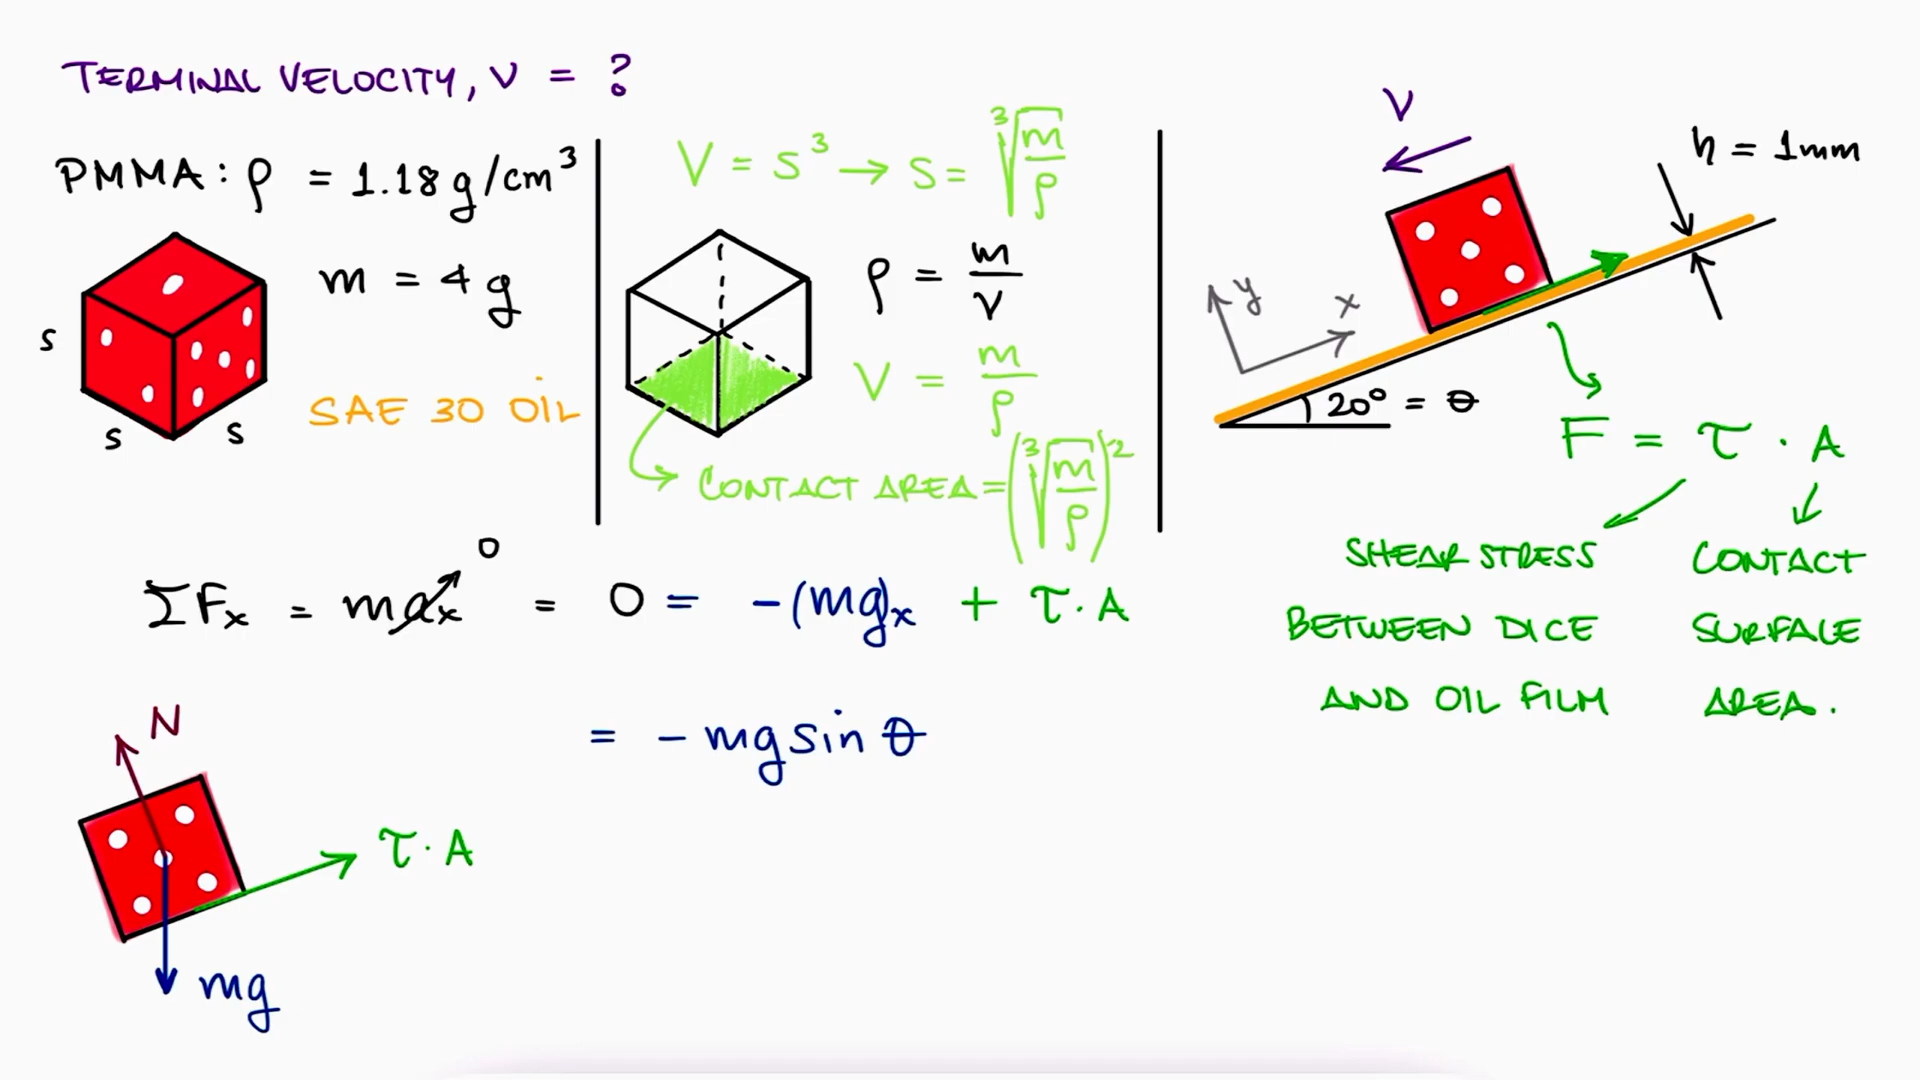 TERMINAL VELOCITY, V = ?
PMMA: ρ = 1.18 g/cm³
m = 4 g
S
S
S
SAE 30 OIL
V = S³ → S = ∛(m/ρ)
ρ = m/V
V = m/ρ
CONTACT AREA = (∛(m/ρ))²
V
h = 1mm
y
x
20° = θ
F = τ · A
SHEAR STRESS
BETWEEN DICE
AND OIL FILM
CONTACT
SURFACE
AREA.
ΣFx = max 0 = 0 = -(mg)x + τ · A
= - mg sin θ
N
τ · A
mg